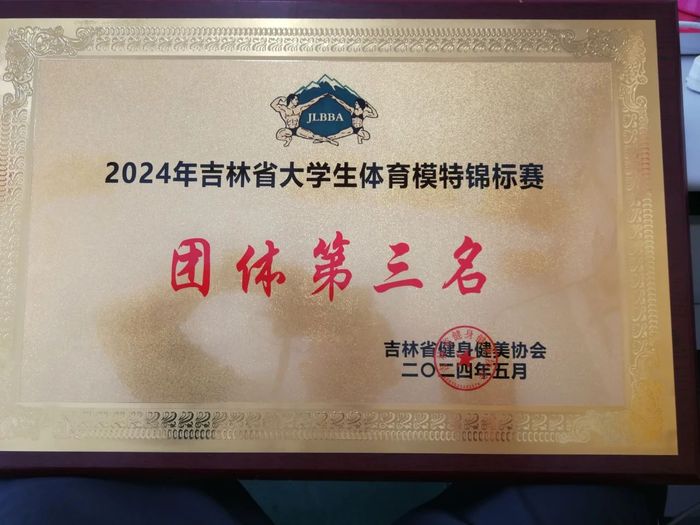 JLBBA
2024年吉林省大学生体育模特锦标赛
团体第三名
吉林省健身健美协会
二〇二四年五月